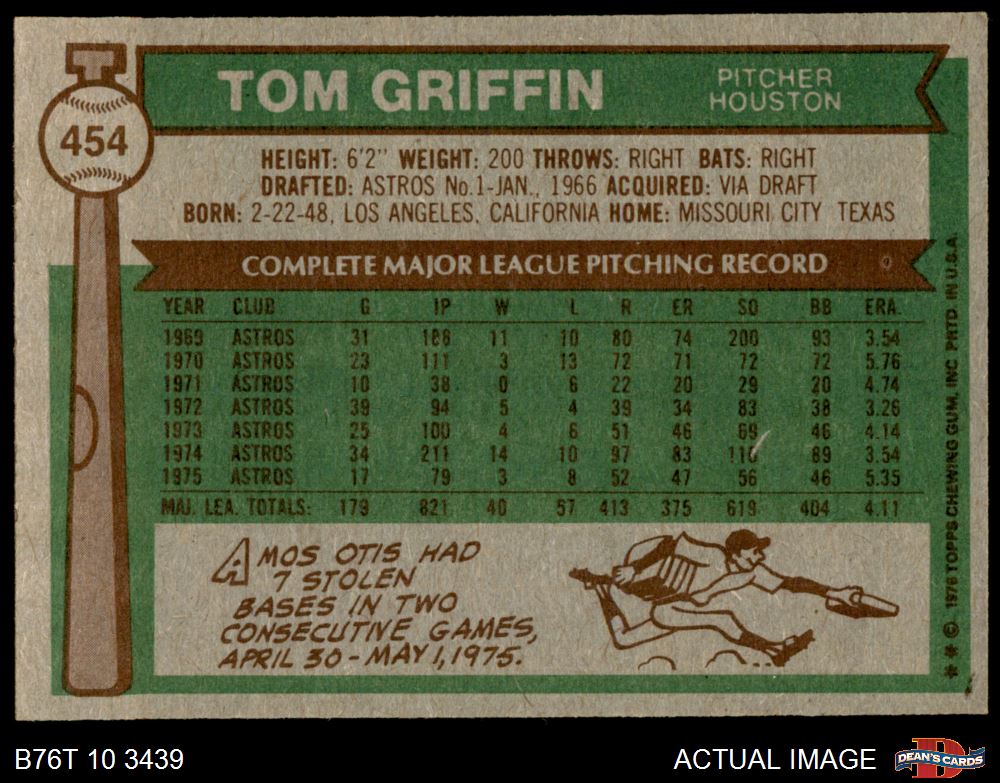 454
TOM GRIFFIN
PITCHER
HOUSTON
HEIGHT: 6'2" WEIGHT: 200 THROWS: RIGHT BATS: RIGHT
DRAFTED: ASTROS No.1-JAN., 1966 ACQUIRED: VIA DRAFT
BORN: 2-22-48, LOS ANGELES, CALIFORNIA HOME: MISSOURI CITY TEXAS
COMPLETE MAJOR LEAGUE PITCHING RECORD
YEAR CLUB G IP W L R ER SO BB ERA.
1969 ASTROS 31 188 11 10 80 74 200 93 3.54
1970 ASTROS 23 111 3 13 72 71 72 72 5.76
1971 ASTROS 10 38 0 6 22 20 29 20 4.74
1972 ASTROS 39 94 5 4 39 34 83 38 3.26
1973 ASTROS 25 100 4 6 51 46 69 46 4.14
1974 ASTROS 34 211 14 10 97 83 110 89 3.54
1975 ASTROS 17 79 3 8 52 47 56 46 5.35
MAJ. LEA. TOTALS: 179 821 40 57 413 375 619 404 4.11
AMOS OTIS HAD
7 STOLEN
BASES IN TWO
CONSECUTIVE GAMES,
APRIL 30-MAY 1, 1975.
** © 1976 TOPPS CHEWING GUM, INC PRTD IN U.S.A.
B76T 10 3439
ACTUAL IMAGE
D
DEAN'S CARDS